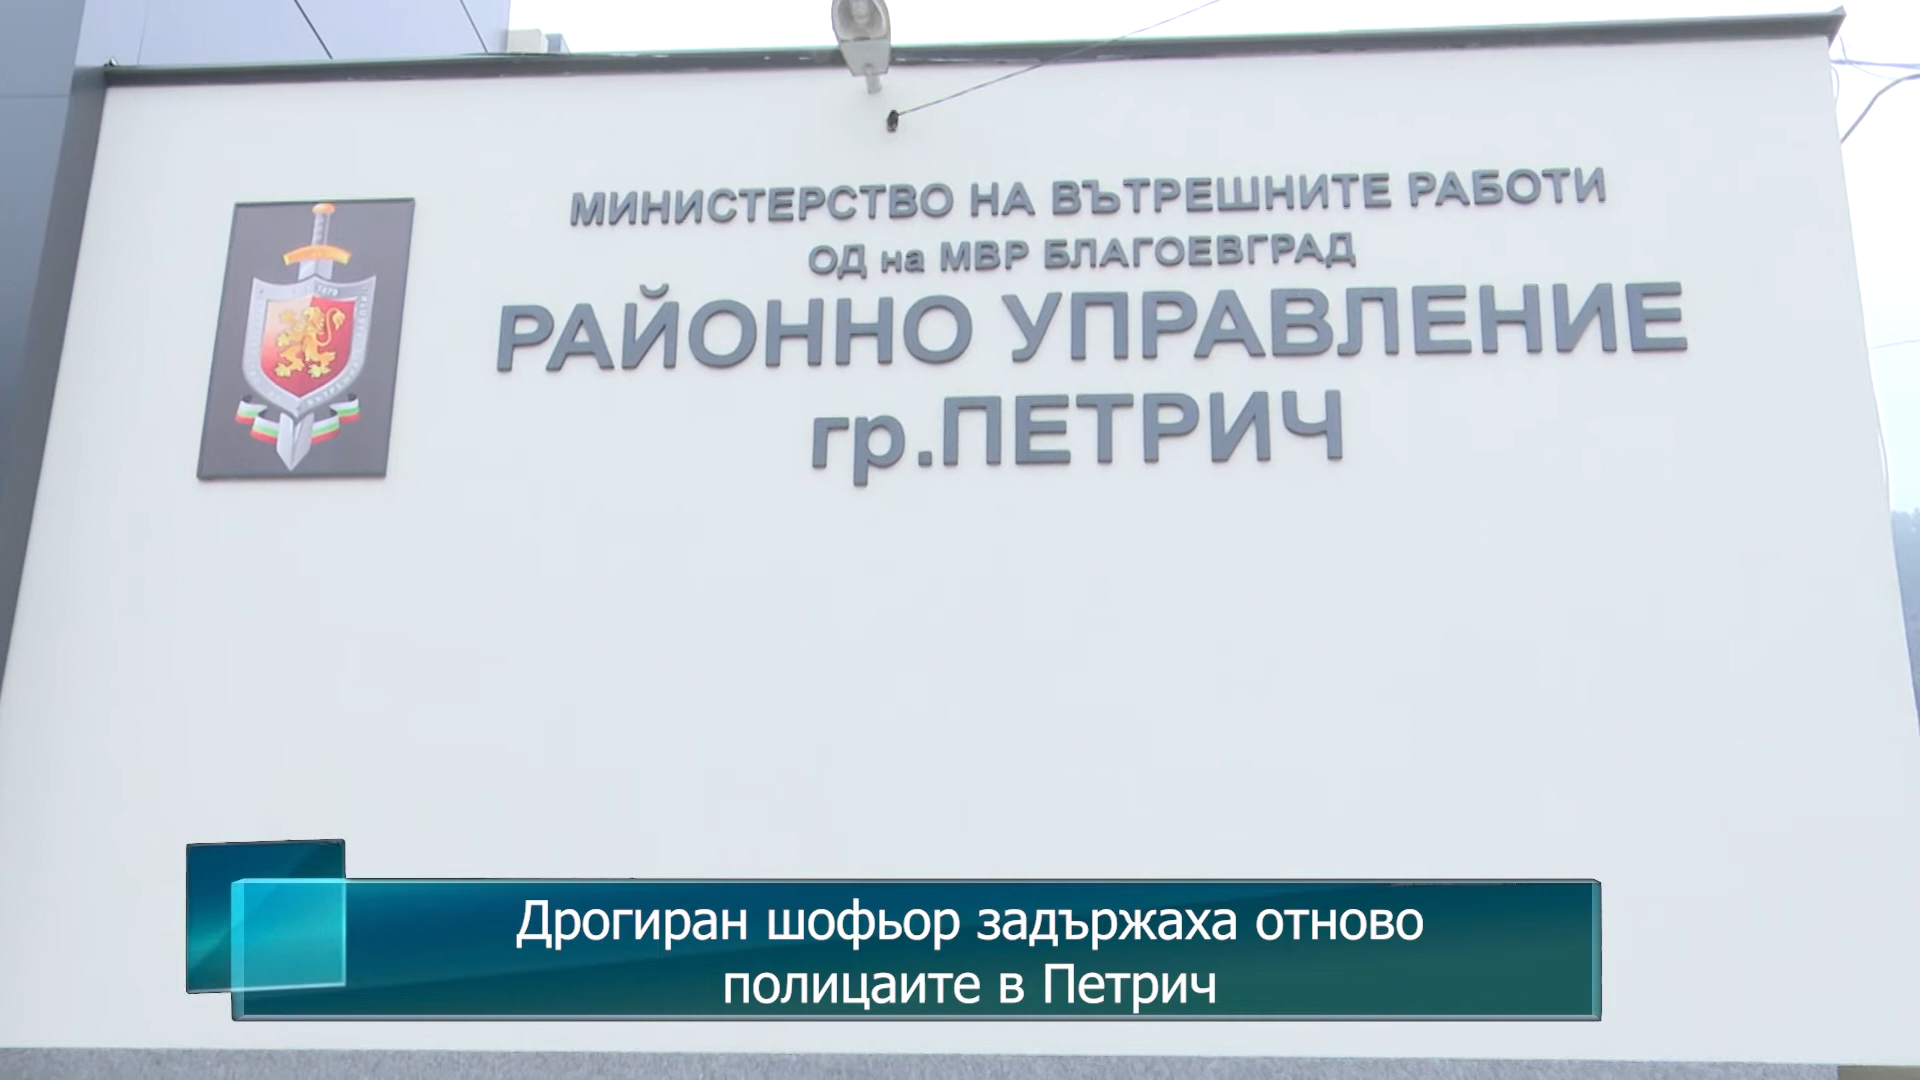 МИНИСТЕРСТВО НА ВЪТРЕШНИТЕ РАБОТИ
ОД на МВР БЛАГОЕВГРАД
РАЙОННО УПРАВЛЕНИЕ
гр.ПЕТРИЧ
Дрогиран шофьор задържаха отново
полицаите в Петрич